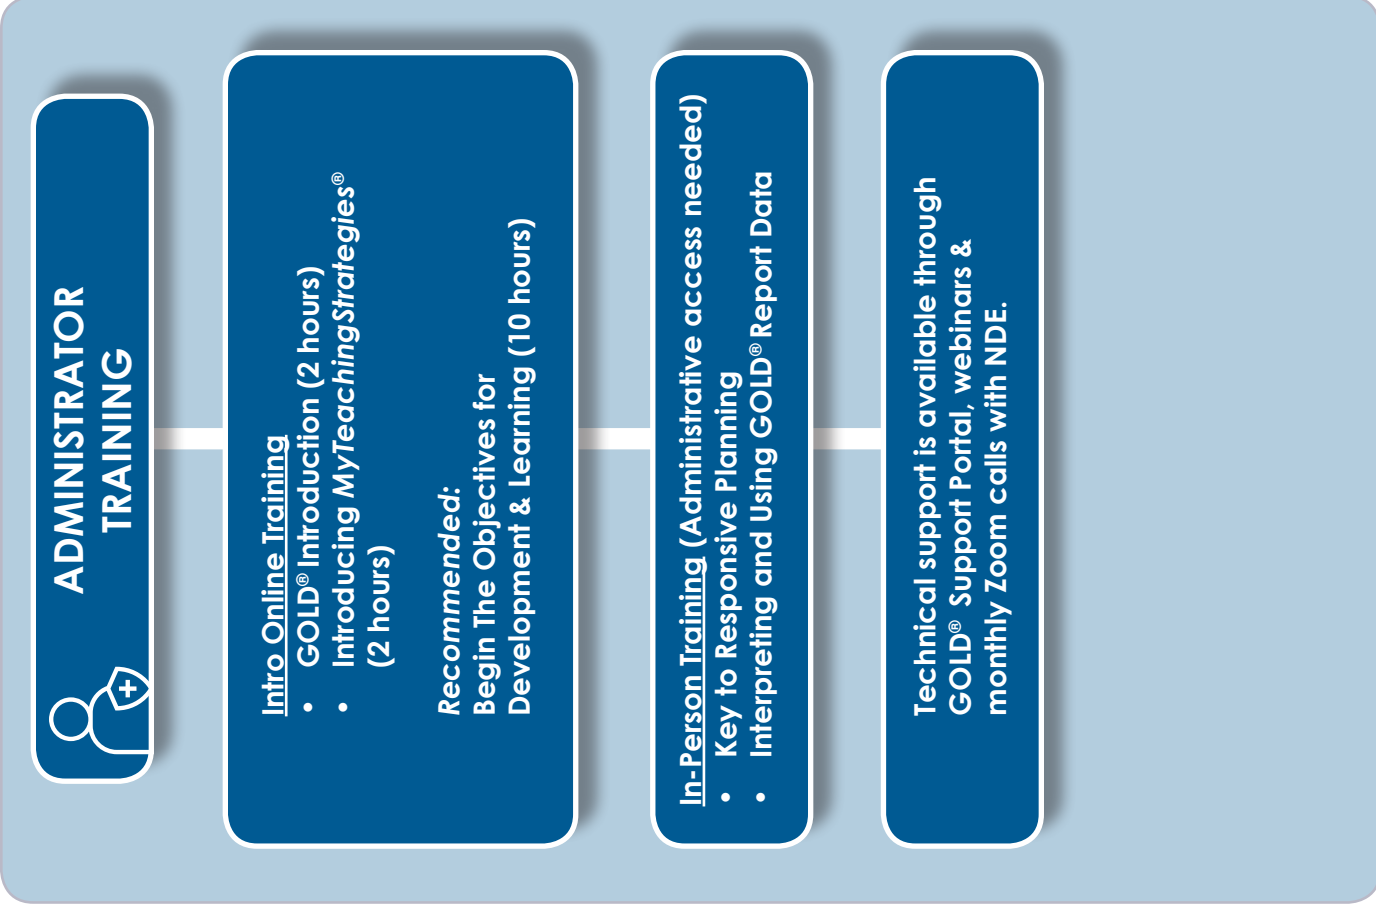 ADMINISTRATOR
TRAINING
Intro Online Training
• GOLD® Introduction (2 hours)
• Introducing MyTeachingStrategies®
(2 hours)
Recommended:
Begin The Objectives for
Development & Learning (10 hours)
In-Person Training (Administrative access needed)
• Key to Responsive Planning
• Interpreting and Using GOLD® Report Data
Technical support is available through
GOLD® Support Portal, webinars &
monthly Zoom calls with NDE.